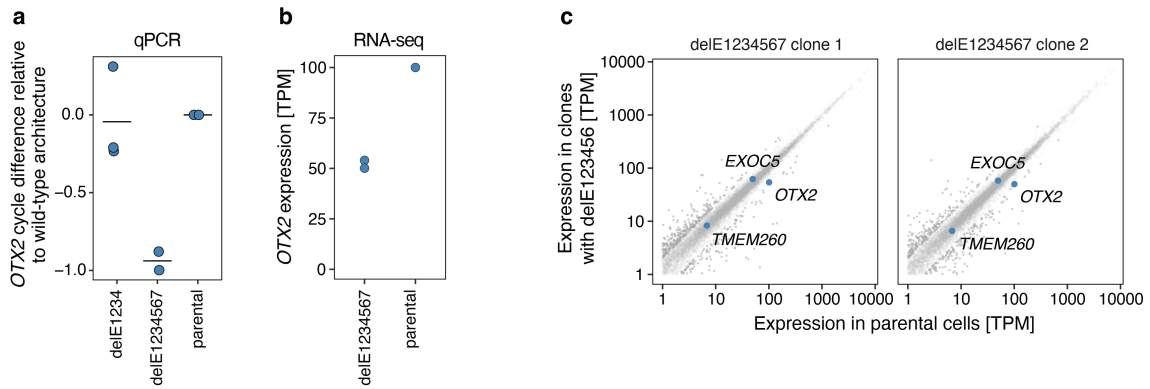 a
qPCR
OTX2 cycle difference relative
to wild-type architecture
0.0
−0.5
−1.0
delE1234
delE1234567
parental
b
RNA-seq
OTX2 expression [TPM]
100
75
50
25
0
delE1234567
parental
c
delE1234567 clone 1
delE1234567 clone 2
Expression in clones
with delE123456 [TPM]
10000
1000
100
10
1
EXOC5
OTX2
TMEM260
EXOC5
OTX2
TMEM260
1 10 100 1000 10000
1 10 100 1000 10000
Expression in parental cells [TPM]